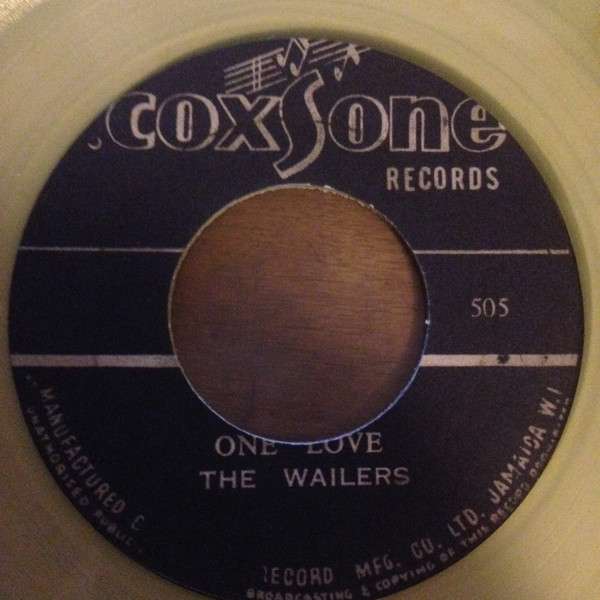 coxsone
RECORDS
505
ONE LOVE
THE WAILERS
MANUFACTURED
RECORD MFG. CO. LTD. JAMAICA W.I.
UNAUTHORISED PUBLIC
BROADCASTING & COPYING OF THIS RECORD